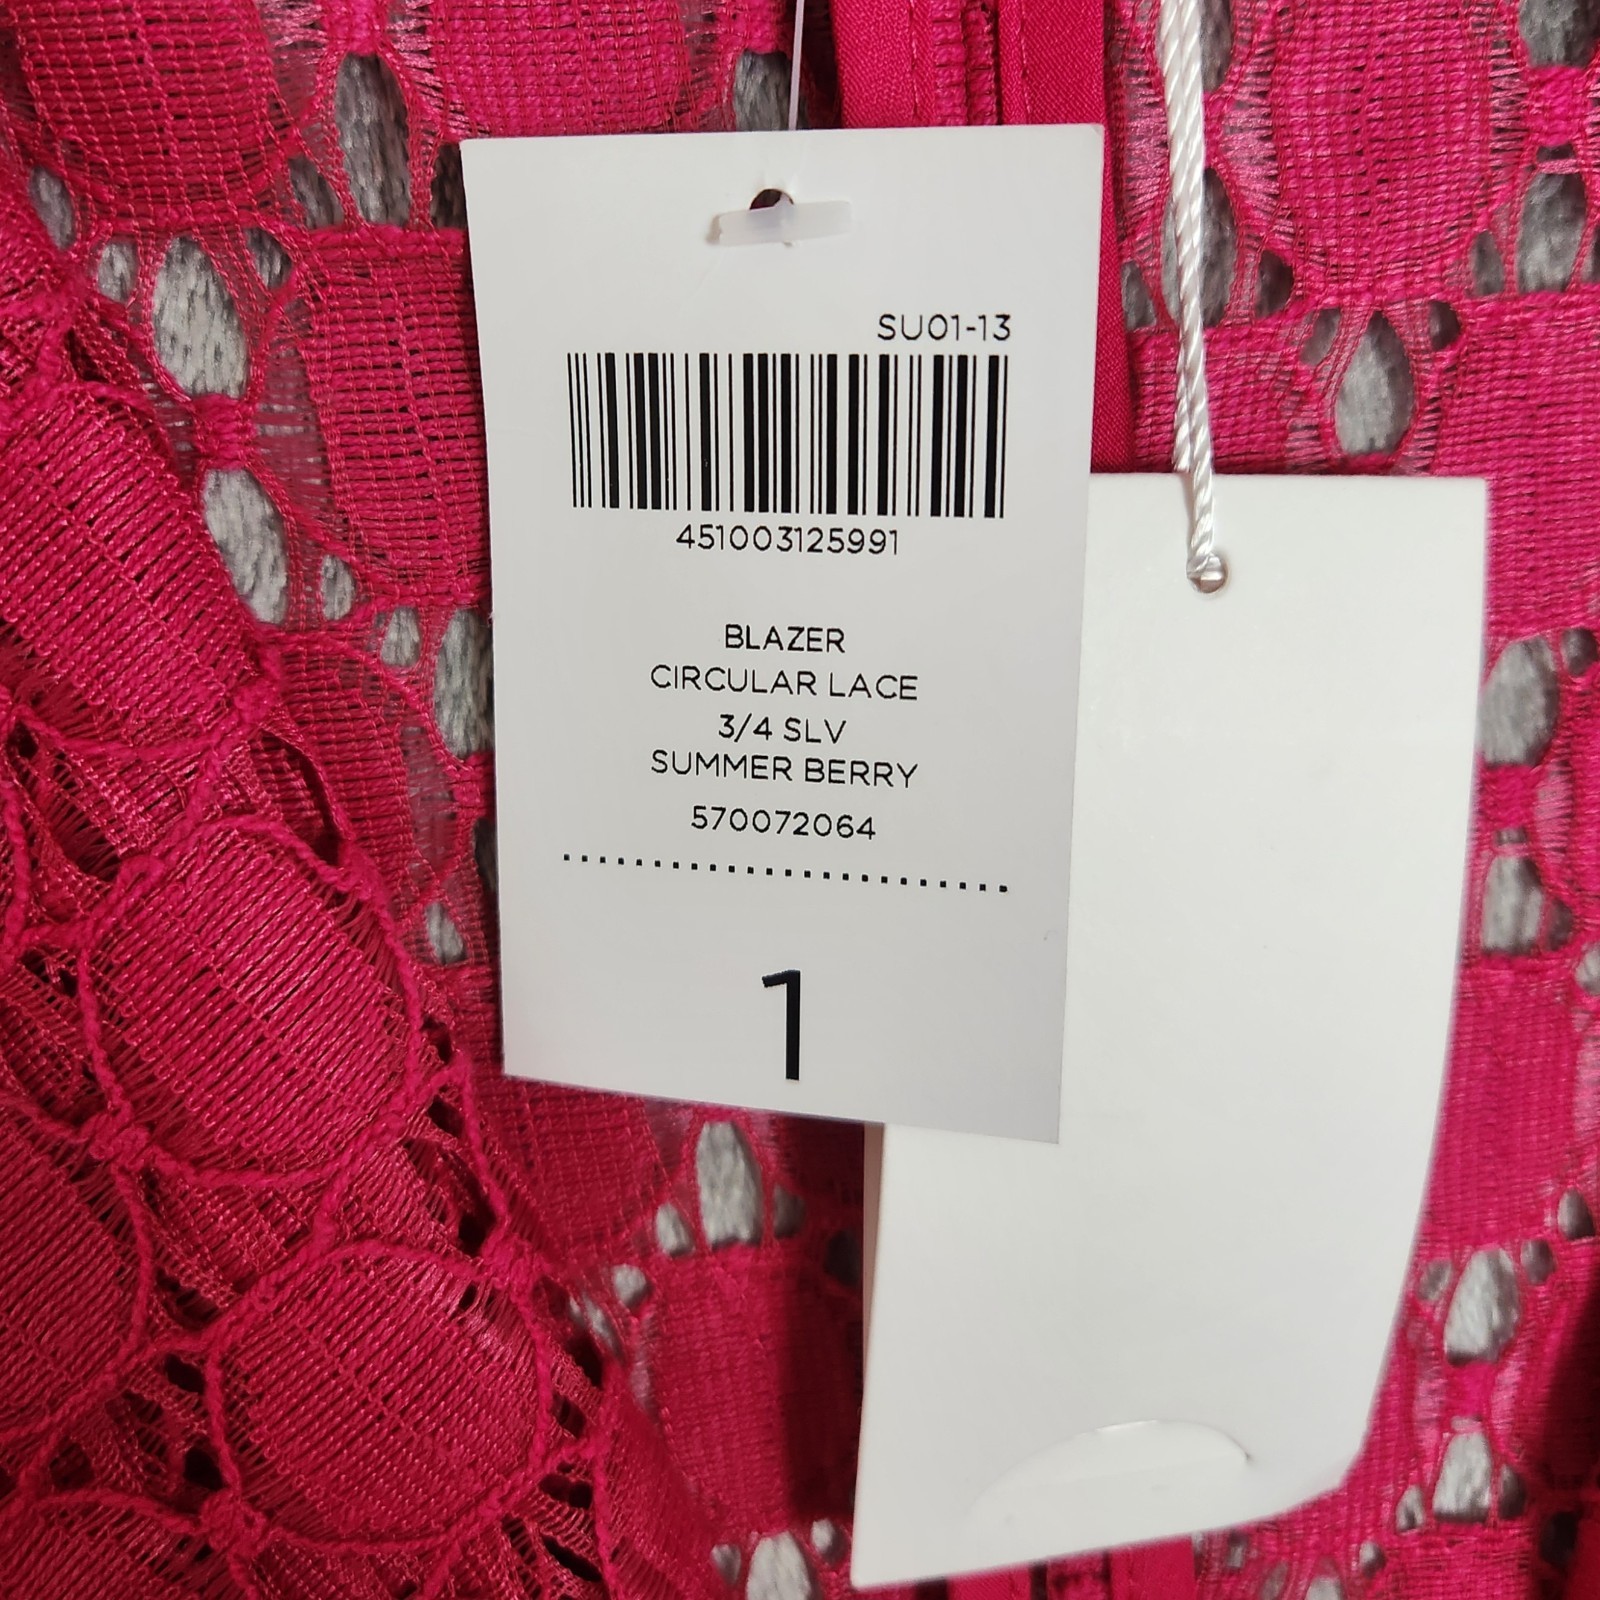 SU01-13
451003125991
BLAZER
CIRCULAR LACE
3/4 SLV
SUMMER BERRY
570072064
1